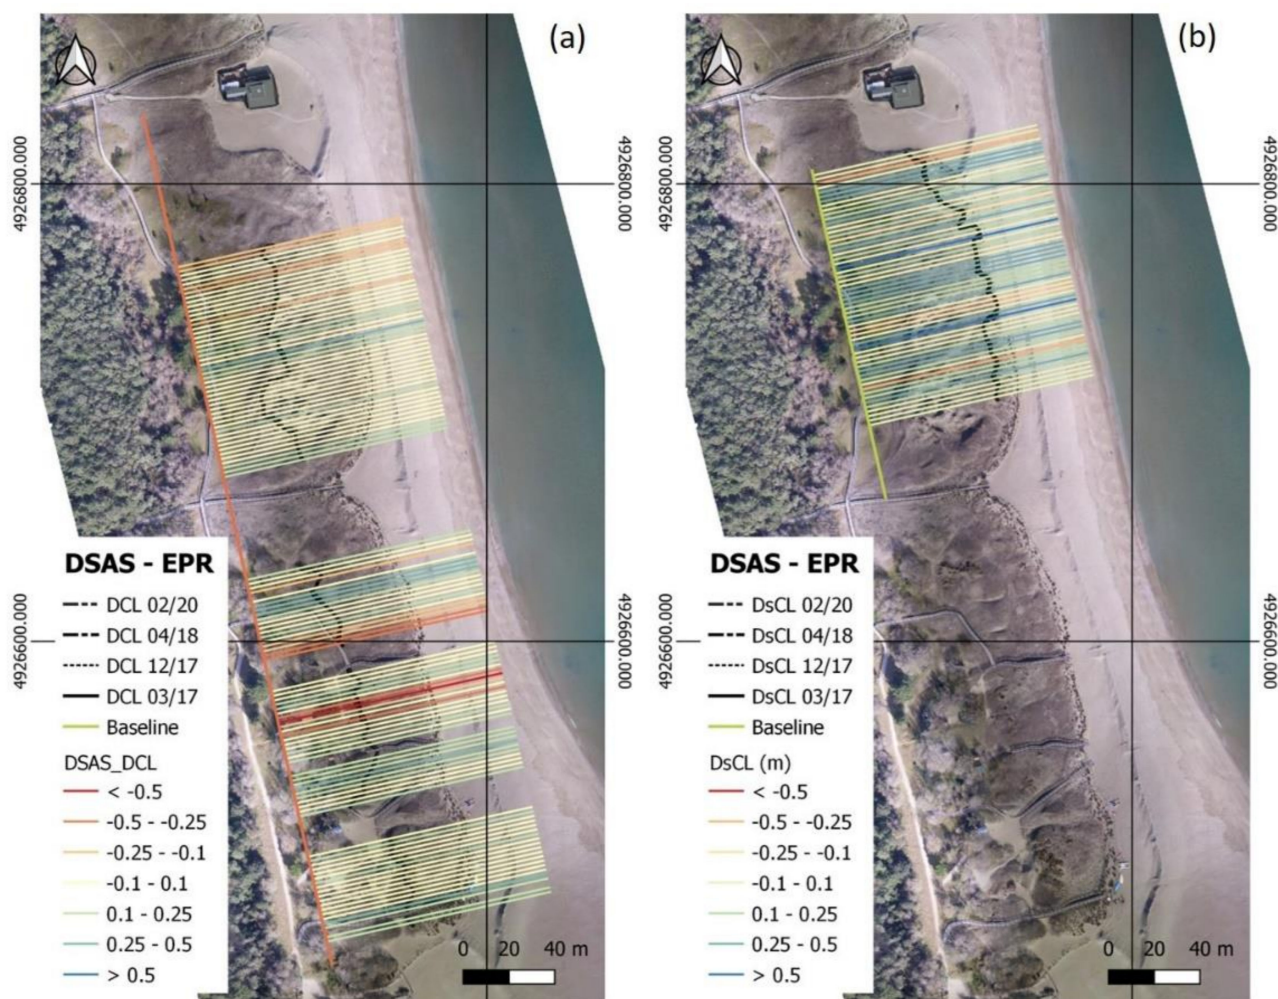 (a)
4926800.000
4926800.000
4926600.000
4926600.000
DSAS - EPR
DCL 02/20
DCL 04/18
DCL 12/17
DCL 03/17
Baseline
DSAS_DCL
< -0.5
-0.5 - -0.25
-0.25 - -0.1
-0.1 - 0.1
0.1 - 0.25
0.25 - 0.5
> 0.5
0 20 40 m
(b)
4926800.000
4926800.000
4926600.000
4926600.000
DSAS - EPR
DsCL 02/20
DsCL 04/18
DsCL 12/17
DsCL 03/17
Baseline
DsCL (m)
< -0.5
-0.5 - -0.25
-0.25 - -0.1
-0.1 - 0.1
0.1 - 0.25
0.25 - 0.5
> 0.5
0 20 40 m